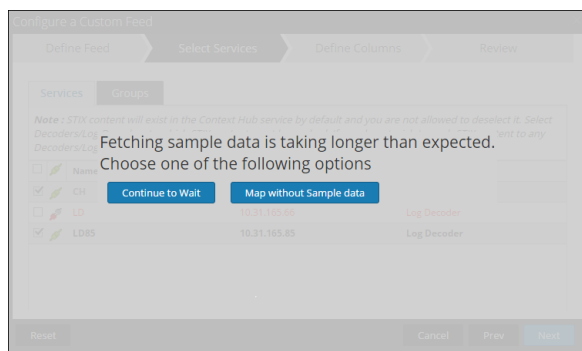 Configure a Custom Feed
Define Feed Select Services Define Columns Review
Services Groups
Note : STIX content will exist in the Context Hub service by default and you are not allowed to deselect it. Select
Decoders/Log
Decoders/Log ent to any
Fetching sample data is taking longer than expected.
Choose one of the following options
Name
Continue to Wait Map without Sample data
CH
LD 10.31.165.66 Log Decoder
LD85 10.31.165.85 Log Decoder
Reset Cancel Prev Next